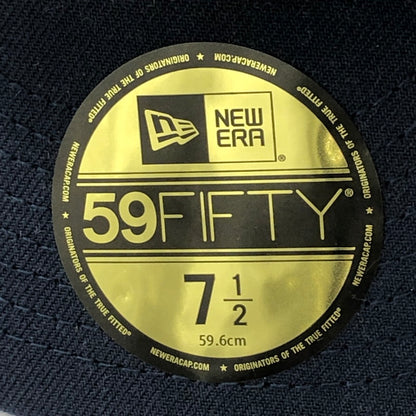 NEW ERA®
59FIFTY®
7 1/2
59.6cm
★ ORIGINATORS OF THE TRUE FITTED® ★ NEWERACAP.COM
★ ORIGINATORS OF THE TRUE FITTED® ★ NEWERACAP.COM
★ ORIGINATORS OF THE TRUE FITTED® ★ NEWERACAP.COM
★ ORIGINATORS OF THE TRUE FITTED® ★ NEWERACAP.COM